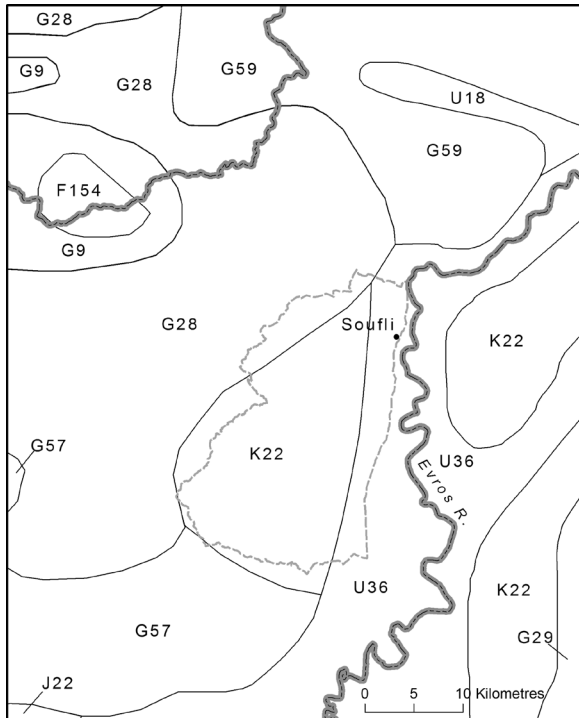 G28
G9
G28
G59
U18
G59
F154
G9
G28
Soufli
K22
G57
K22
U36
Evros R.
U36
K22
G57
G29
J22
0 5 10 Kilometres